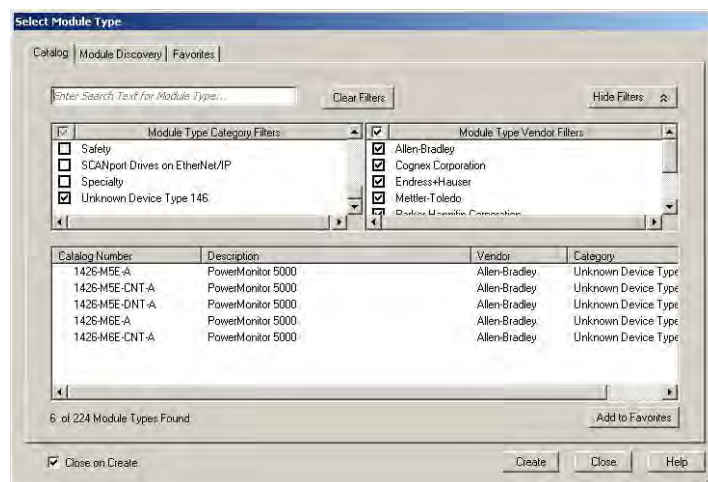 Select Module Type
Catalog Module Discovery Favorites
Enter Search Text for Module Type...
Clear Filters
Hide Filters
Module Type Category Filters
Safety
SCANport Drives on EtherNet/IP
Specialty
Unknown Device Type 146
Module Type Vendor Filters
Allen-Bradley
Cognex Corporation
Endress+Hauser
Mettler-Toledo
Parker Hannifin Corporation
Catalog Number Description Vendor Category
1426-M5E-A PowerMonitor 5000 Allen-Bradley Unknown Device Type
1426-M5E-CNT-A PowerMonitor 5000 Allen-Bradley Unknown Device Type
1426-M5E-DNT-A PowerMonitor 5000 Allen-Bradley Unknown Device Type
1426-M6E-A PowerMonitor 5000 Allen-Bradley Unknown Device Type
1426-M6E-CNT-A PowerMonitor 5000 Allen-Bradley Unknown Device Type
6 of 224 Module Types Found
Add to Favorites
Close on Create
Create Close Help